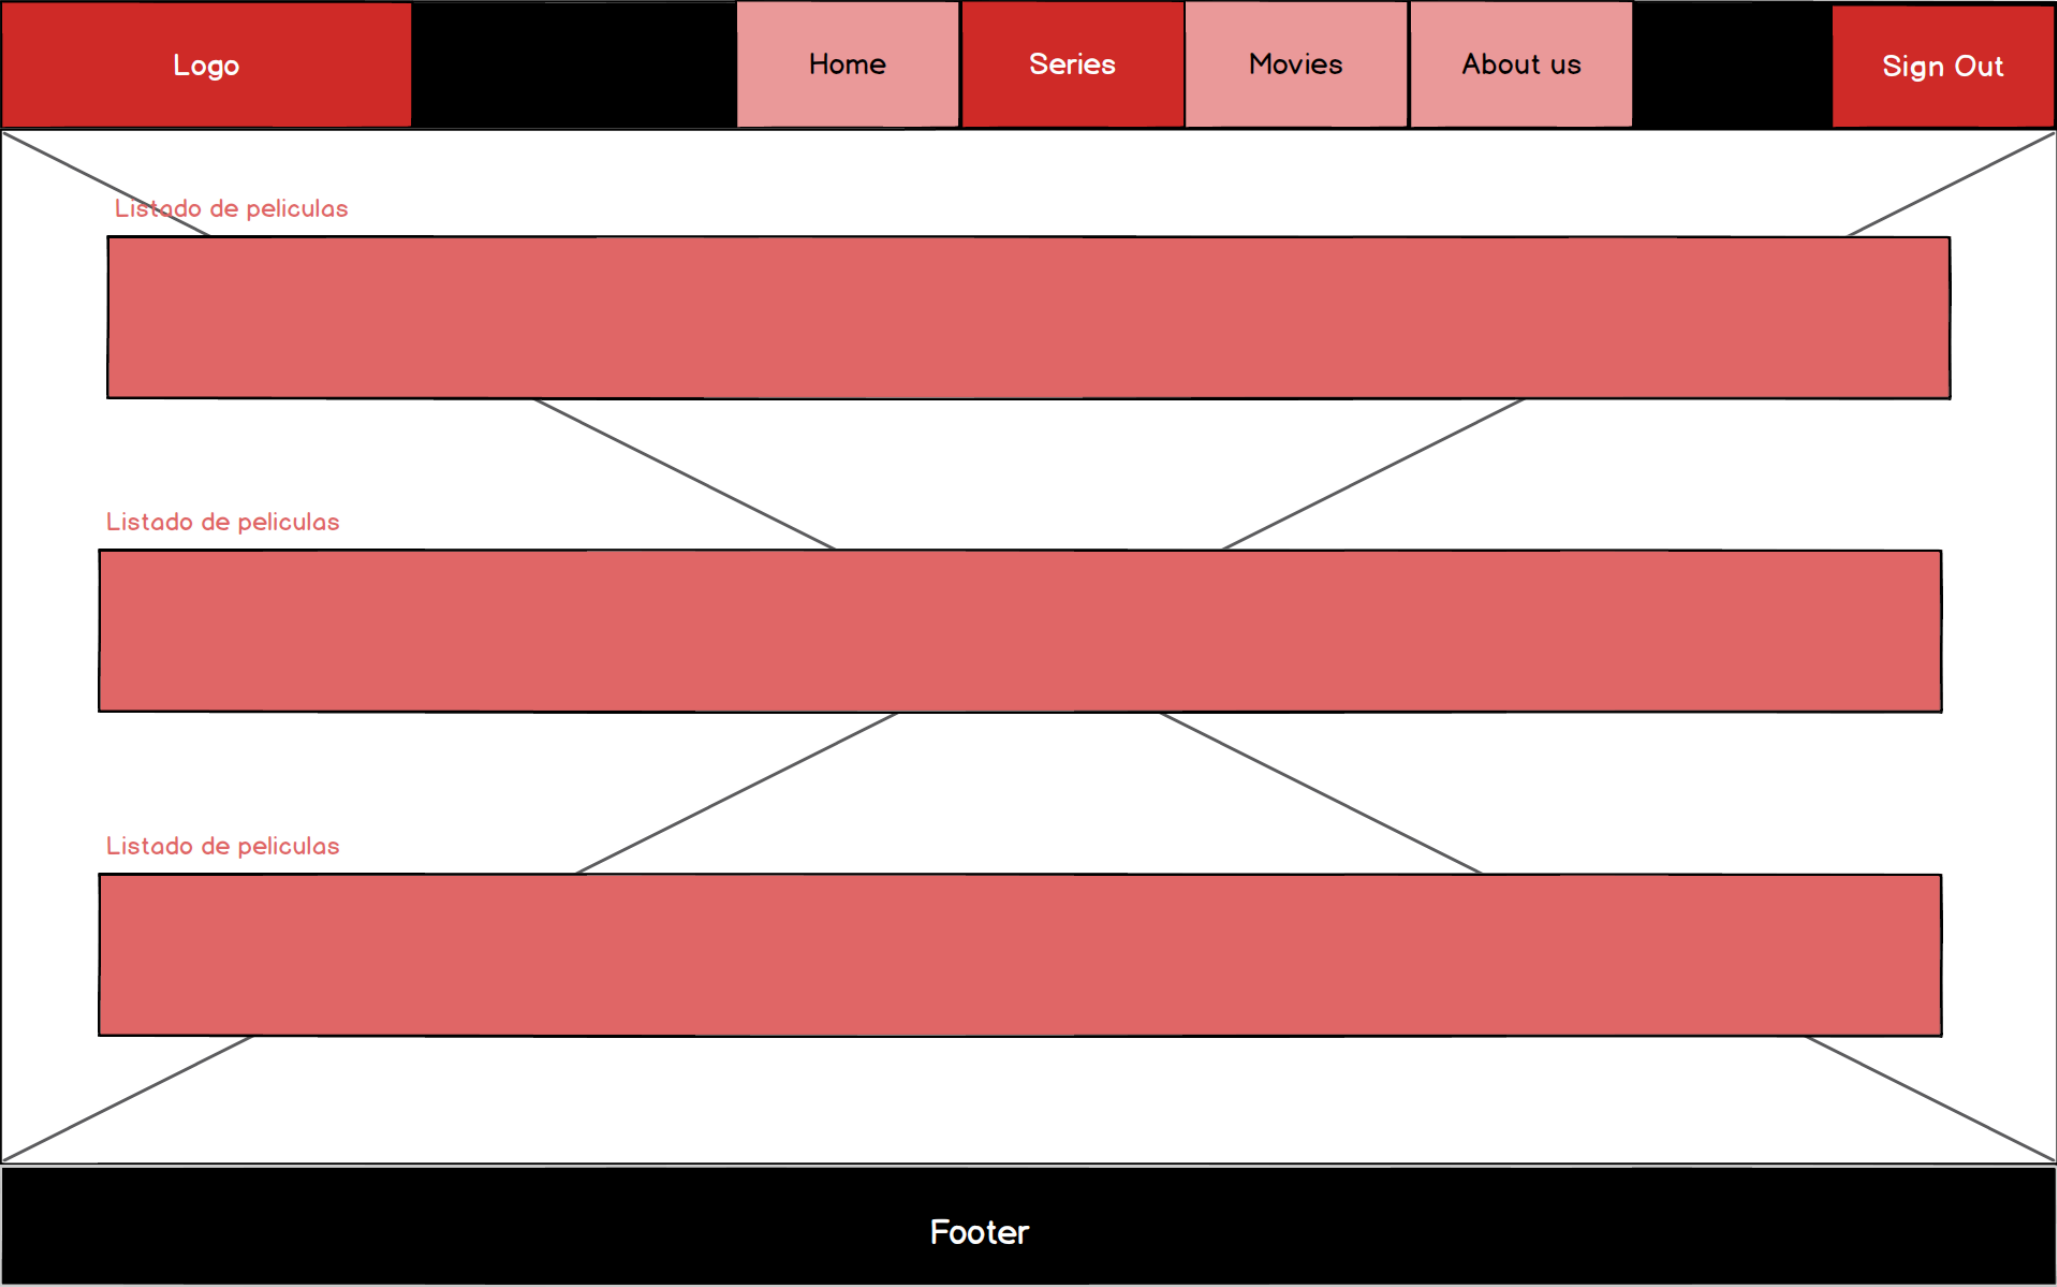 Logo
Home
Series
Movies
About us
Sign Out
Listado de peliculas
Listado de peliculas
Listado de peliculas
Footer